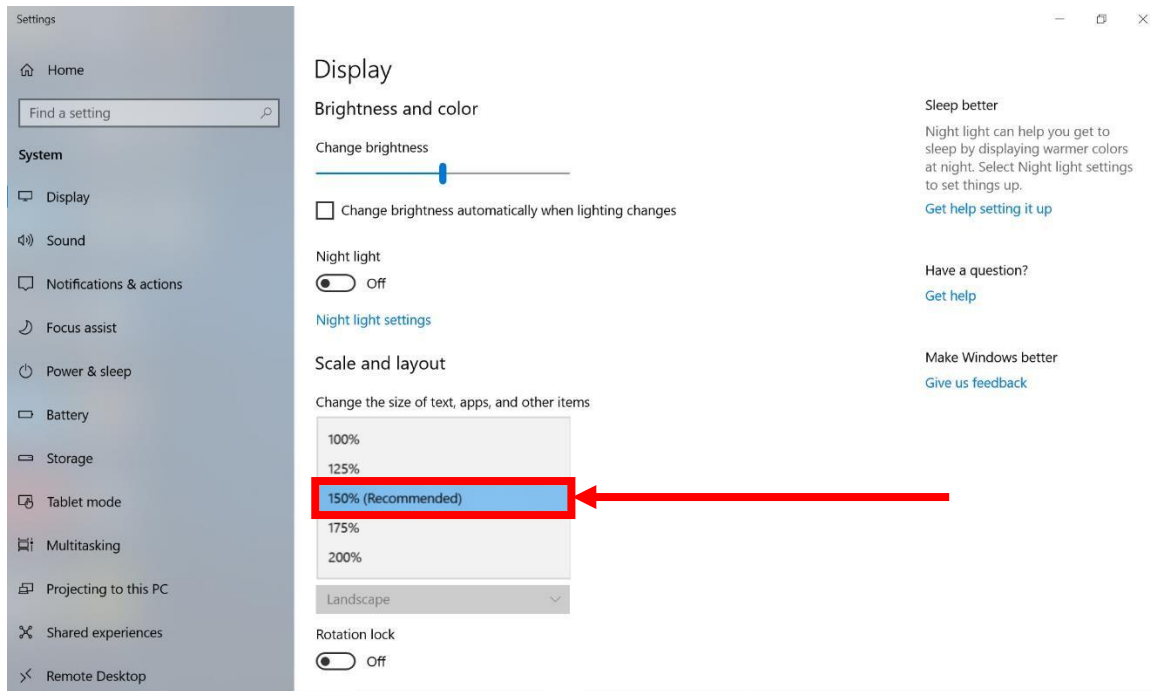 Settings
Home
Find a setting
System
Display
Sound
Notifications & actions
Focus assist
Power & sleep
Battery
Storage
Tablet mode
Multitasking
Projecting to this PC
Shared experiences
Remote Desktop
Display
Brightness and color
Change brightness
Change brightness automatically when lighting changes
Night light
Off
Night light settings
Scale and layout
Change the size of text, apps, and other items
100%
125%
150% (Recommended)
175%
200%
Landscape
Rotation lock
Off
Sleep better
Night light can help you get to
sleep by displaying warmer colors
at night. Select Night light settings
to set things up.
Get help setting it up
Have a question?
Get help
Make Windows better
Give us feedback